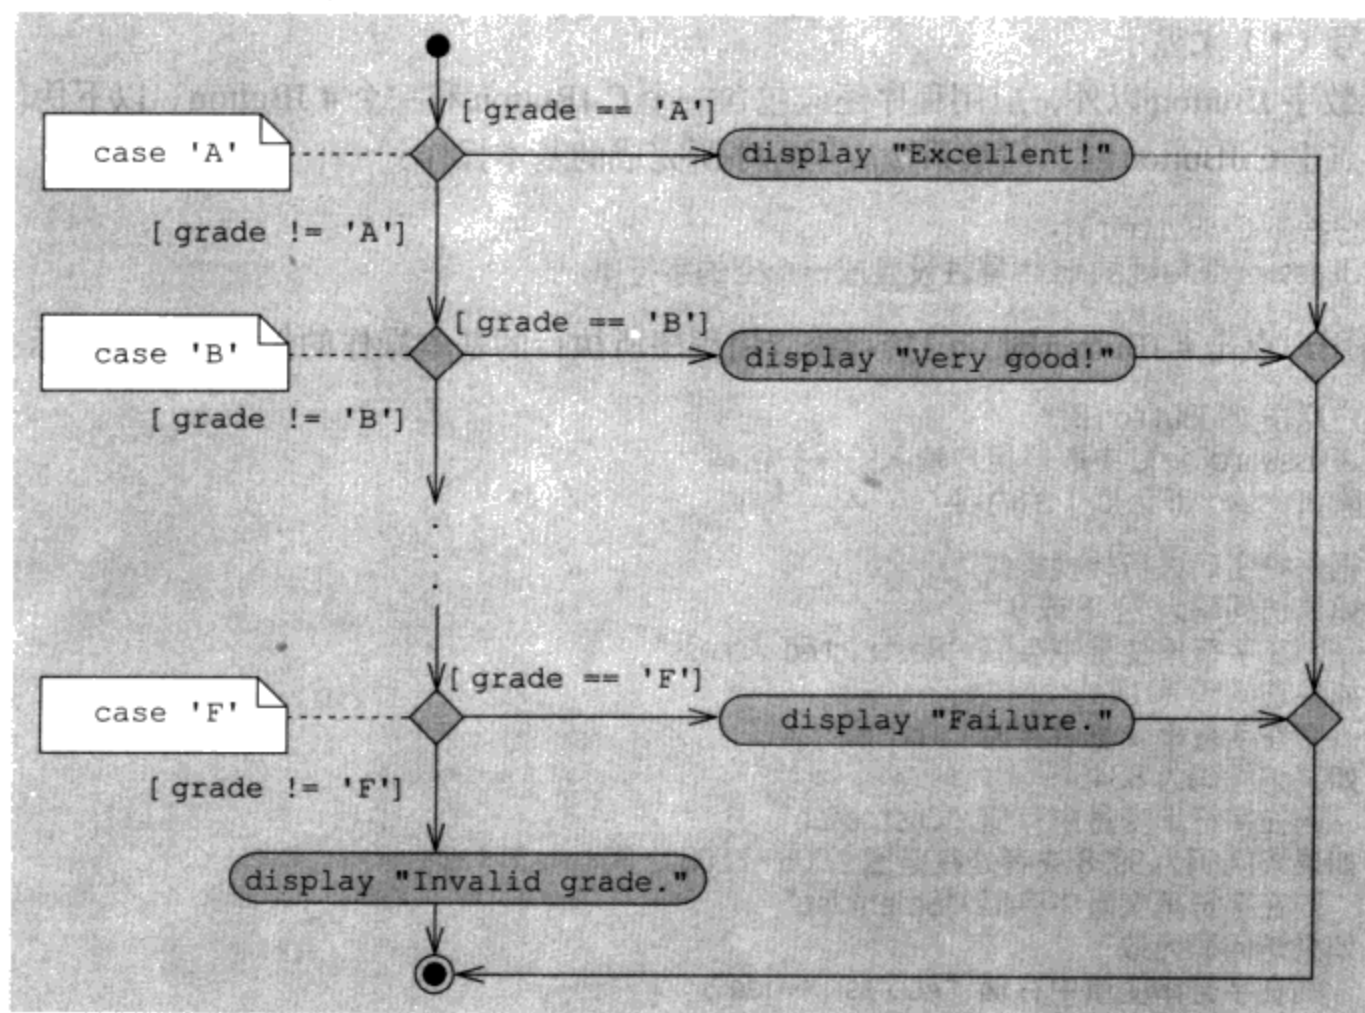 [ grade == 'A']
case 'A'
display "Excellent!"
[ grade != 'A']
[ grade == 'B']
case 'B'
display "Very good!"
[ grade != 'B']
[ grade == 'F']
case 'F'
display "Failure."
[ grade != 'F']
display "Invalid grade."